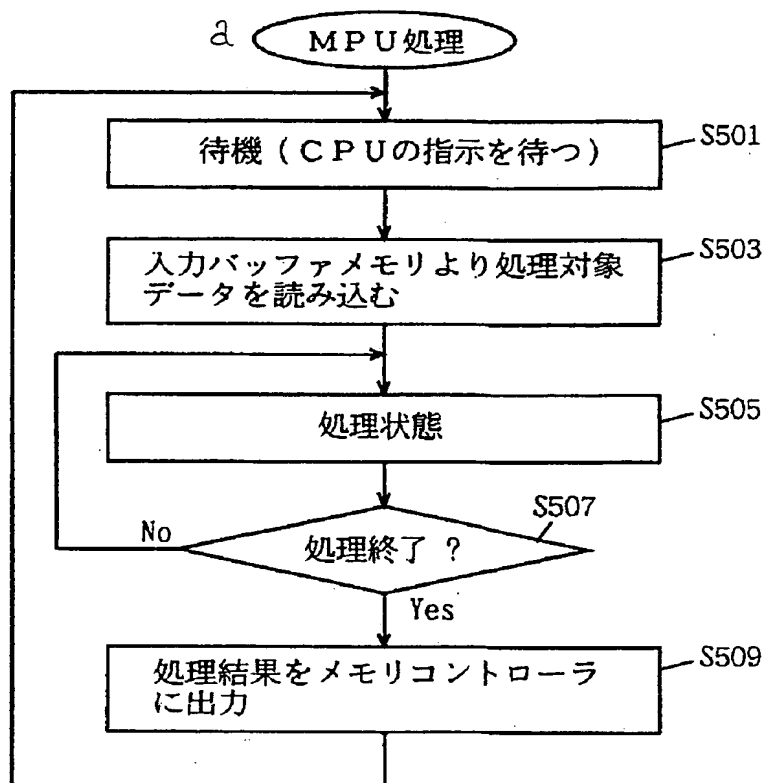 a
MPU処理
待機（CPUの指示を待つ）
S501
入力バッファメモリより処理対象
データを読み込む
S503
処理状態
S505
処理終了？
S507
No
Yes
処理結果をメモリコントローラ
に出力
S509